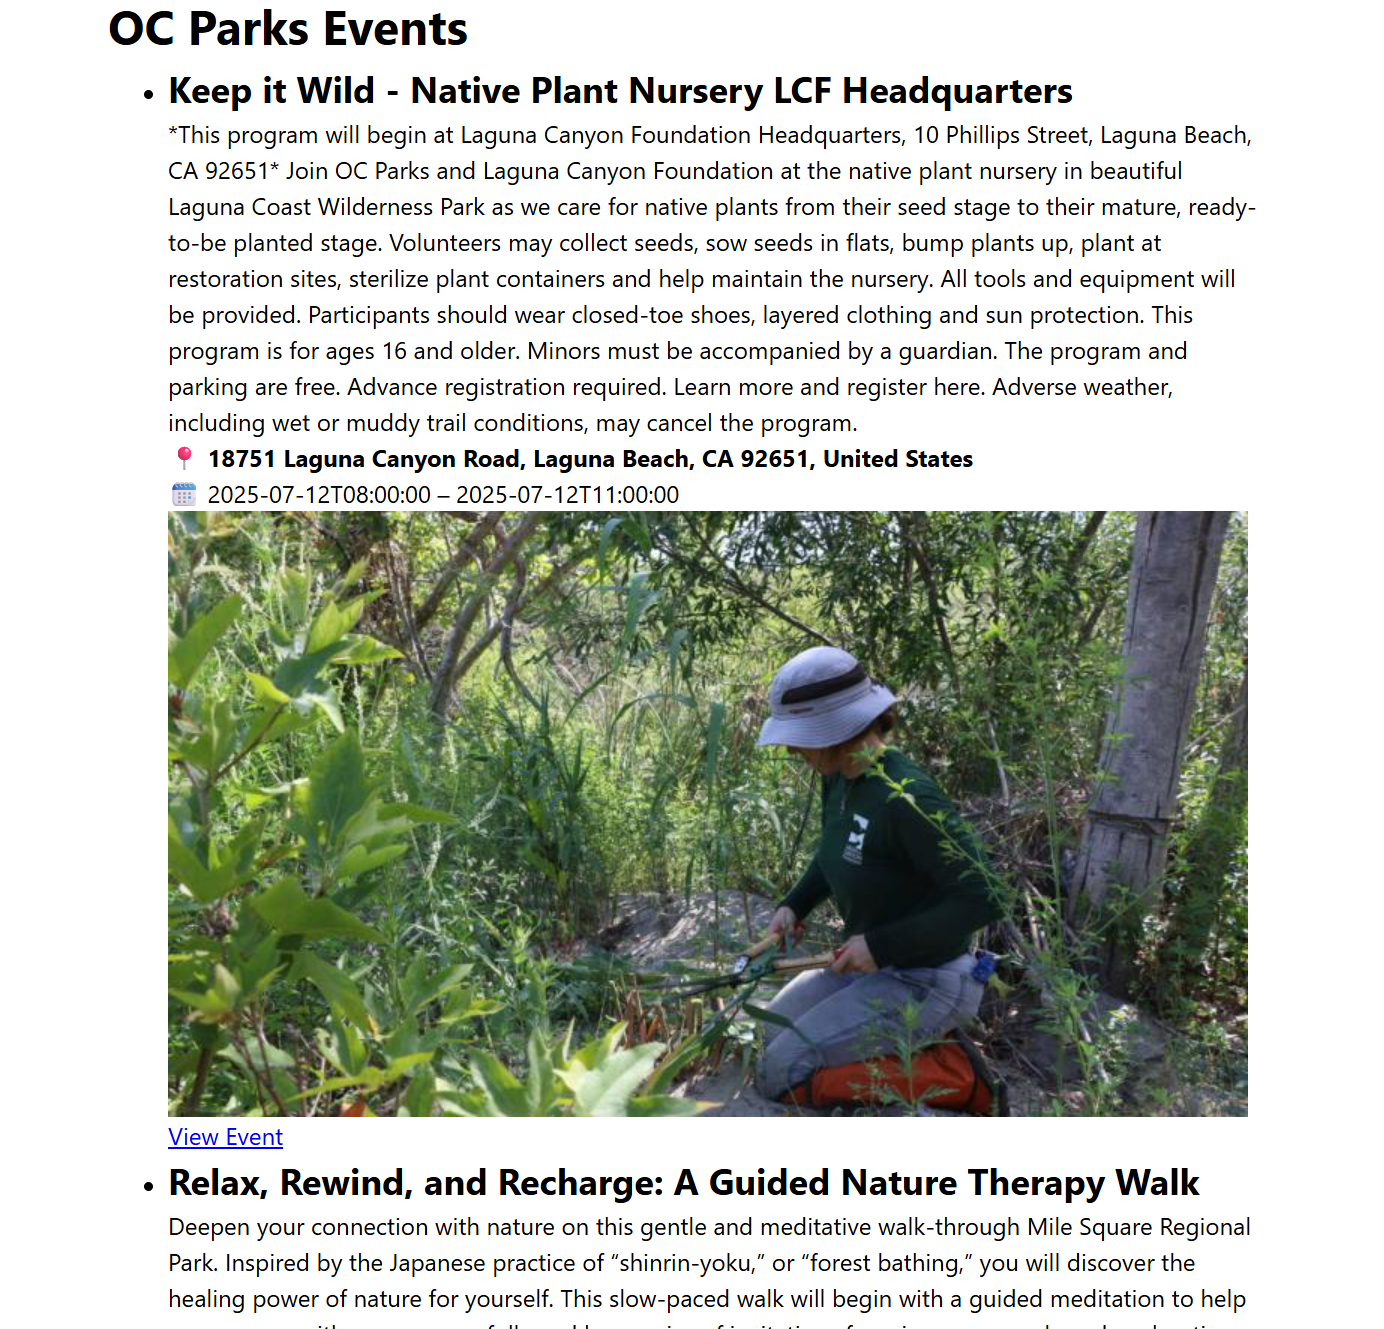 OC Parks Events
Keep it Wild - Native Plant Nursery LCF Headquarters
*This program will begin at Laguna Canyon Foundation Headquarters, 10 Phillips Street, Laguna Beach,
CA 92651* Join OC Parks and Laguna Canyon Foundation at the native plant nursery in beautiful
Laguna Coast Wilderness Park as we care for native plants from their seed stage to their mature, ready-
to-be planted stage. Volunteers may collect seeds, sow seeds in flats, bump plants up, plant at
restoration sites, sterilize plant containers and help maintain the nursery. All tools and equipment will
be provided. Participants should wear closed-toe shoes, layered clothing and sun protection. This
program is for ages 16 and older. Minors must be accompanied by a guardian. The program and
parking are free. Advance registration required. Learn more and register here. Adverse weather,
including wet or muddy trail conditions, may cancel the program.
18751 Laguna Canyon Road, Laguna Beach, CA 92651, United States
2025-07-12T08:00:00 – 2025-07-12T11:00:00
View Event
Relax, Rewind, and Recharge: A Guided Nature Therapy Walk
Deepen your connection with nature on this gentle and meditative walk-through Mile Square Regional
Park. Inspired by the Japanese practice of “shinrin-yoku,” or “forest bathing,” you will discover the
healing power of nature for yourself. This slow-paced walk will begin with a guided meditation to help